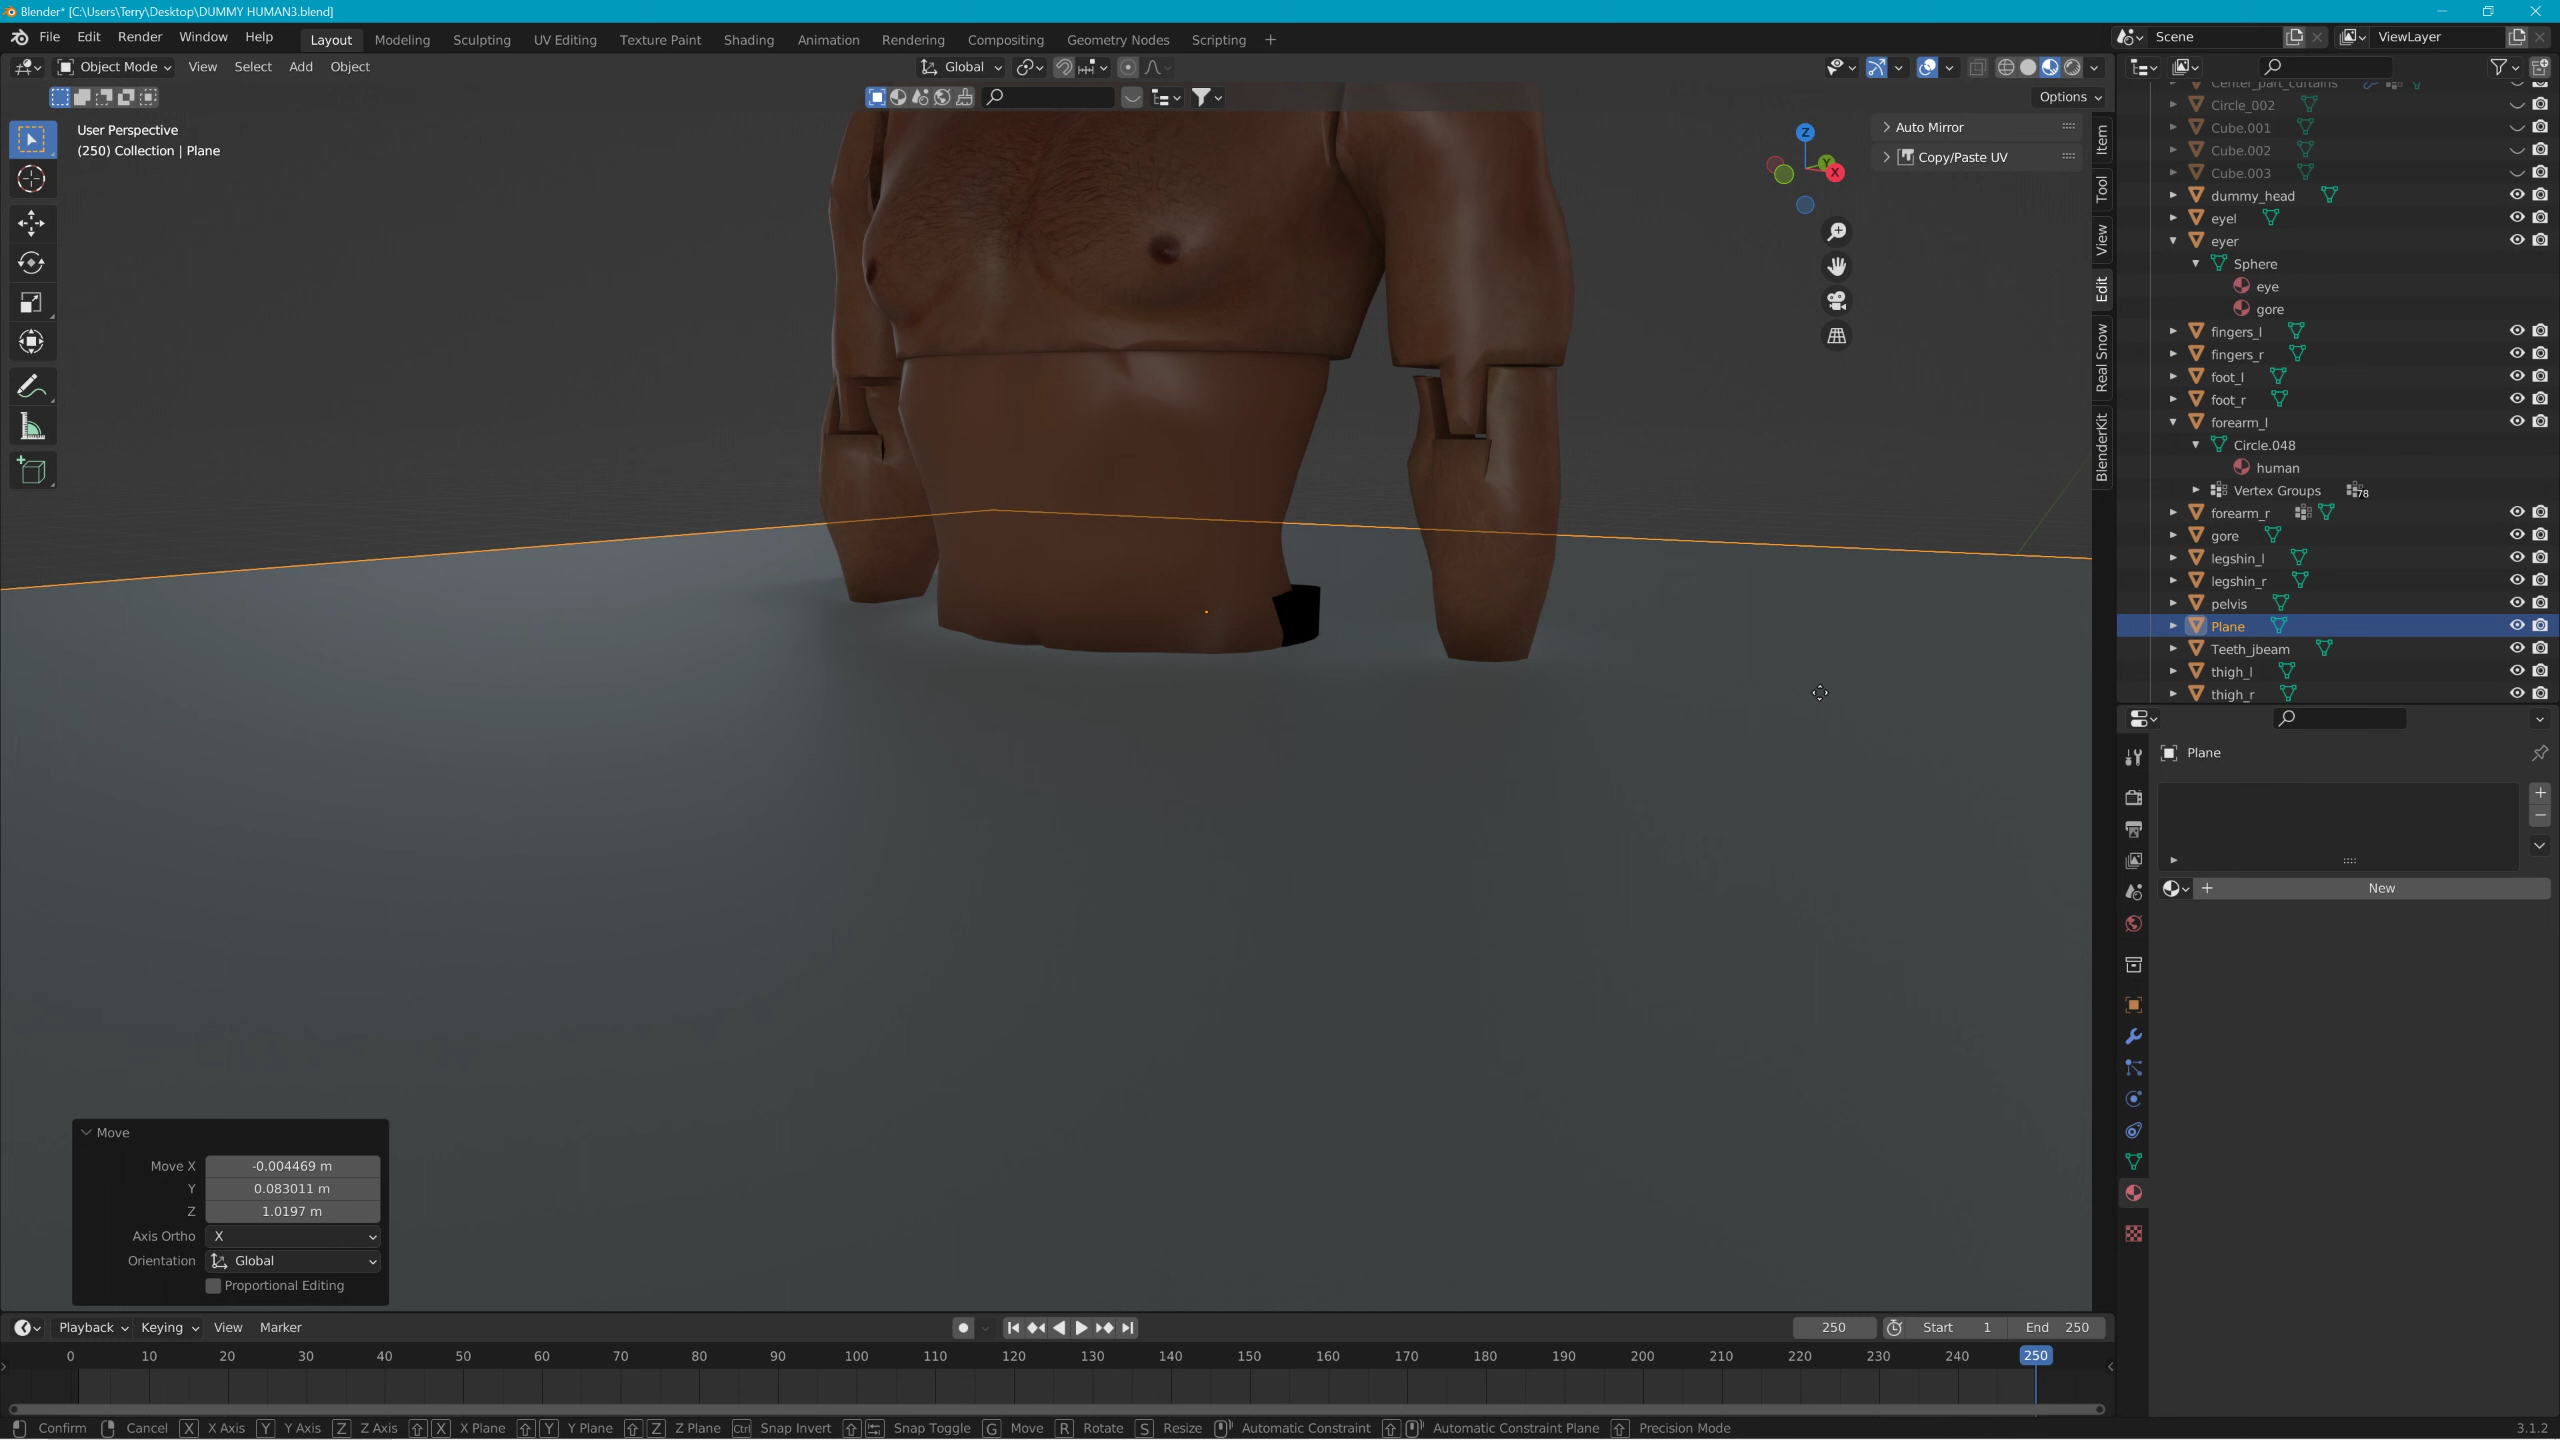 Blender* [C:\Users\Terry\Desktop\DUMMY HUMAN3.blend]
File Edit Render Window Help Layout Modeling Sculpting UV Editing Texture Paint Shading Animation Rendering Compositing Geometry Nodes Scripting + Scene ViewLayer
Object Mode View Select Add Object Global
Options
User Perspective
(250) Collection | Plane
Auto Mirror
Copy/Paste UV
Z
Y
X
Item
Tool
View
Edit
Real Snow
BlenderKit
Center_part_curtains
Circle_002
Cube.001
Cube.002
Cube.003
dummy_head
eyel
eyer
Sphere
eye
gore
fingers_l
fingers_r
foot_l
foot_r
forearm_l
Circle.048
human
Vertex Groups 78
forearm_r
gore
legshin_l
legshin_r
pelvis
Plane
Teeth_jbeam
thigh_l
thigh_r
Plane
New
Move
Move X -0.004469 m
Y 0.083011 m
Z 1.0197 m
Axis Ortho X
Orientation Global
Proportional Editing
Playback Keying View Marker 250 Start 1 End 250
0 10 20 30 40 50 60 70 80 90 100 110 120 130 140 150 160 170 180 190 200 210 220 230 240 250
Confirm Cancel X X Axis Y Y Axis Z Z Axis X X Plane Y Y Plane Z Z Plane Ctrl Snap Invert Snap Toggle G Move R Rotate S Resize Automatic Constraint Automatic Constraint Plane Precision Mode 3.1.2